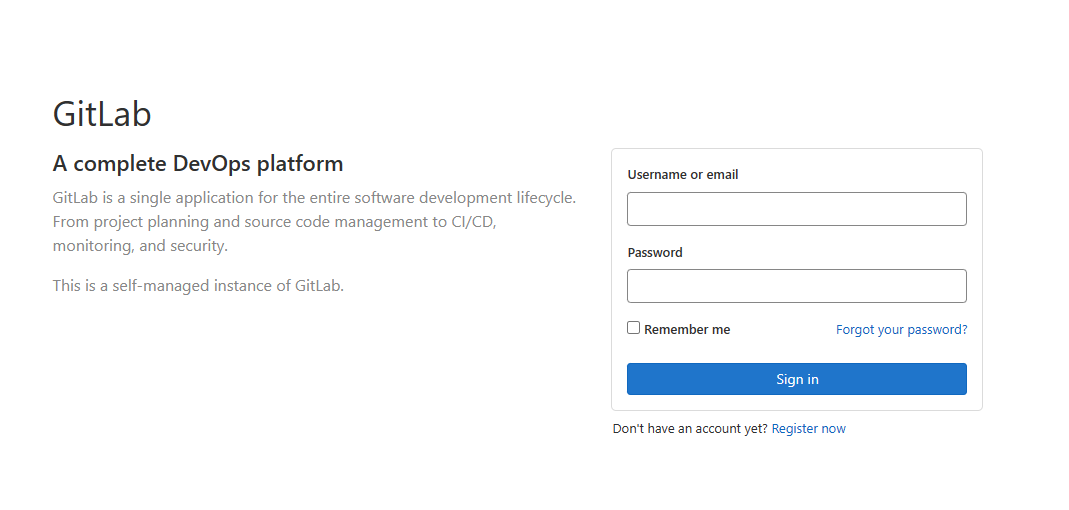 GitLab
A complete DevOps platform
GitLab is a single application for the entire software development lifecycle.
From project planning and source code management to CI/CD,
monitoring, and security.
This is a self-managed instance of GitLab.
Username or email
Password
Remember me
Forgot your password?
Sign in
Don't have an account yet? Register now